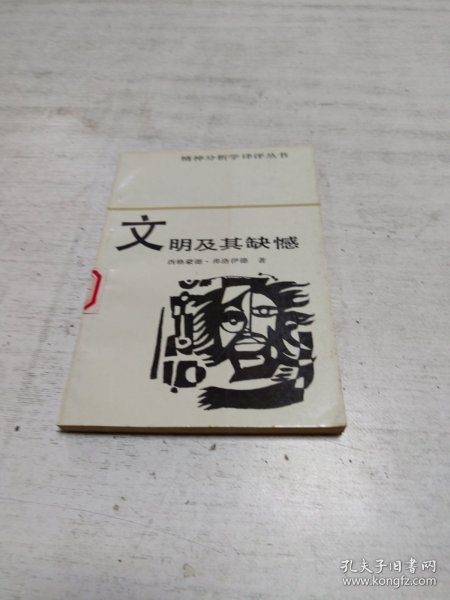 精神分析学译评丛书
文明及其缺憾
西格蒙德·弗洛伊德 著
孔夫子旧书网
www.kongfz.com